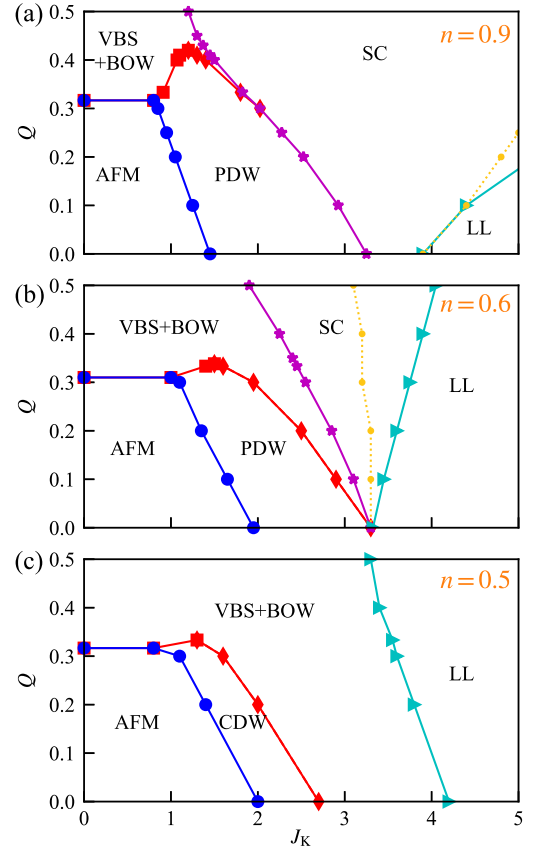 (a)
n = 0.9
VBS
+BOW
SC
AFM
PDW
LL
Q
0.5
0.4
0.3
0.2
0.1
0.0
(b)
n = 0.6
VBS+BOW
SC
LL
AFM
PDW
Q
0.5
0.4
0.3
0.2
0.1
0.0
(c)
n = 0.5
VBS+BOW
LL
AFM
CDW
Q
0.5
0.4
0.3
0.2
0.1
0.0
0 1 2 3 4 5
J_K